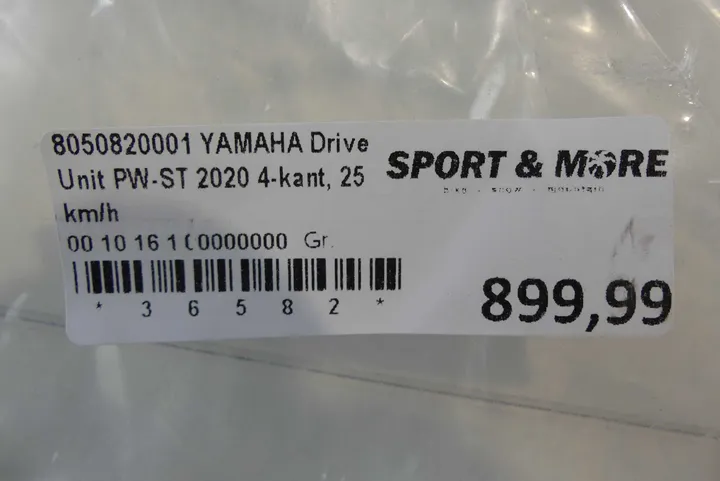 8050820001 YAMAHA Drive
Unit PW-ST 2020 4-kant, 25
km/h
00 10 16 1 0000000 Gr.
SPORT & MORE
* 3 6 5 8 2 *
899,99